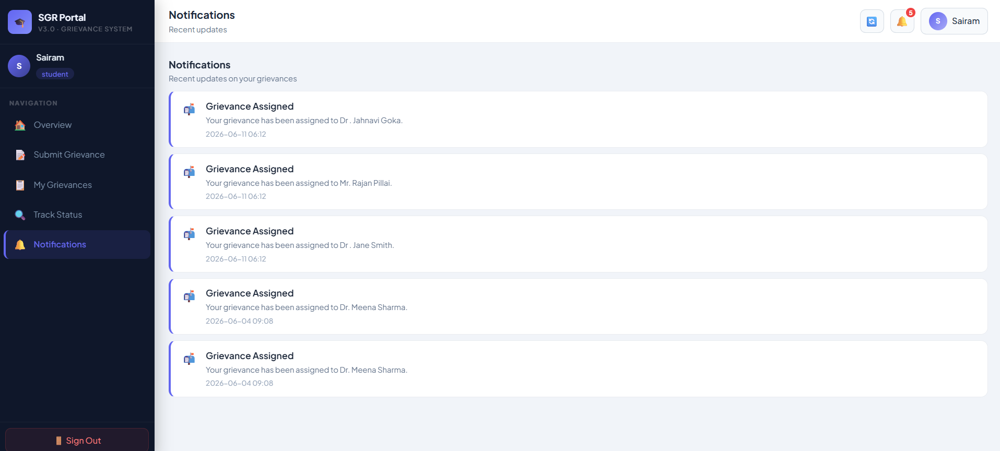 SGR Portal
V3.0 · GRIEVANCE SYSTEM
S
Sairam
student
NAVIGATION
Overview
Submit Grievance
My Grievances
Track Status
Notifications
Sign Out
Notifications
Recent updates
5
S
Sairam
Notifications
Recent updates on your grievances
Grievance Assigned
Your grievance has been assigned to Dr . Jahnavi Goka.
2026-06-11 06:12
Grievance Assigned
Your grievance has been assigned to Mr. Rajan Pillai.
2026-06-11 06:12
Grievance Assigned
Your grievance has been assigned to Dr . Jane Smith.
2026-06-11 06:12
Grievance Assigned
Your grievance has been assigned to Dr. Meena Sharma.
2026-06-04 09:08
Grievance Assigned
Your grievance has been assigned to Dr. Meena Sharma.
2026-06-04 09:08